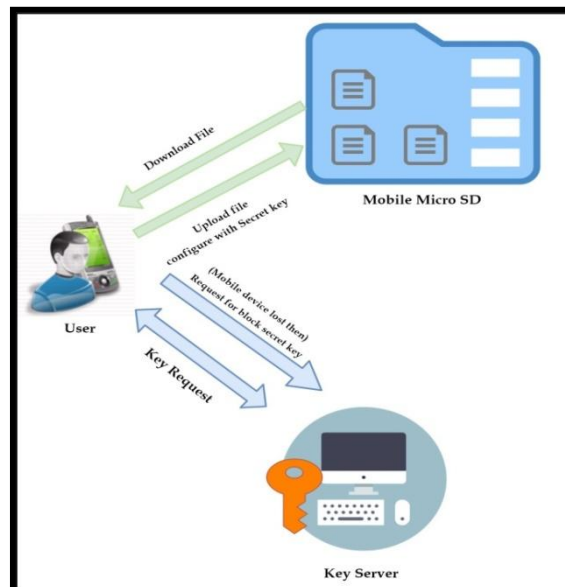 Download File
Mobile Micro SD
Upload file
configure with Secret key
(Mobile device lost then)
Request for block secret key
User
Key Request
Key Server